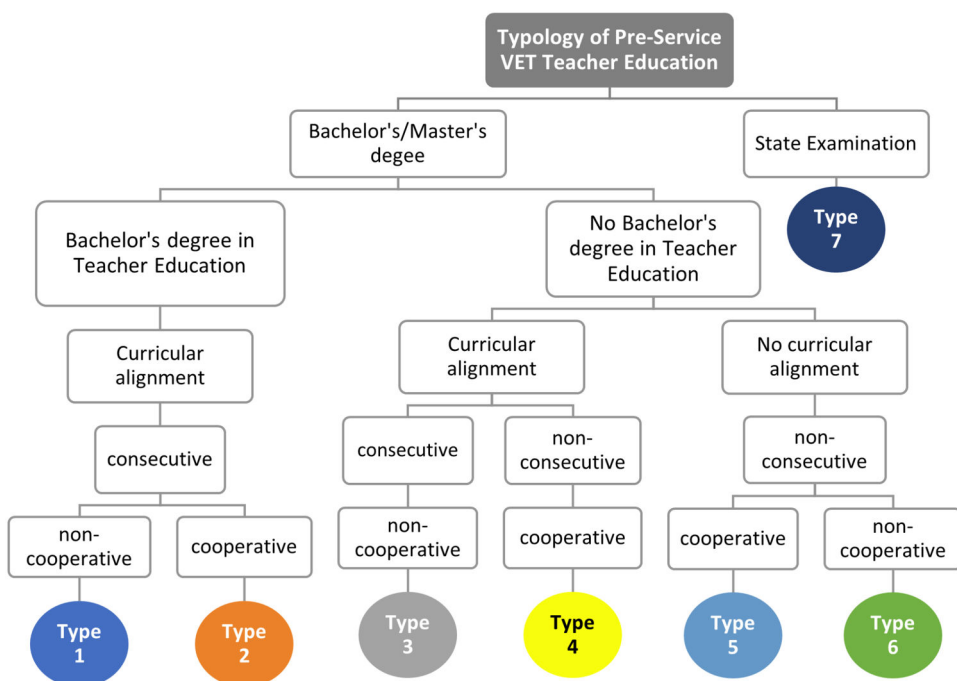 Typology of Pre-Service
VET Teacher Education
Bachelor's/Master's
degee
State Examination
Type
7
Bachelor's degree in
Teacher Education
No Bachelor's
degree in Teacher
Education
Curricular
alignment
Curricular
alignment
No curricular
alignment
consecutive
consecutive
non-
consecutive
non-
consecutive
non-
cooperative
cooperative
non-
cooperative
cooperative
cooperative
non-
cooperative
Type
1
Type
2
Type
3
Type
4
Type
5
Type
6